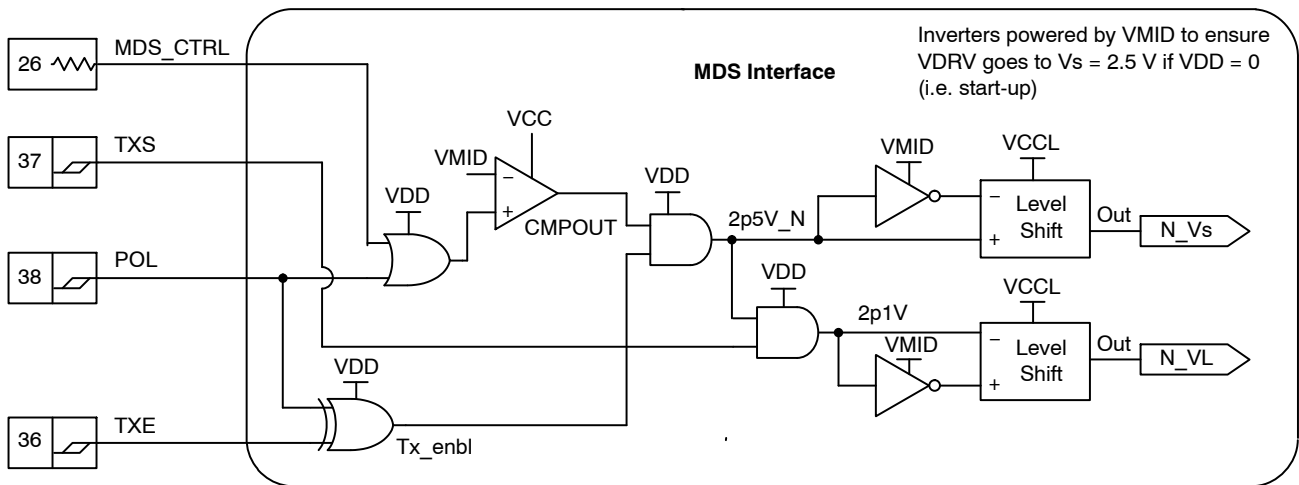 Inverters powered by VMID to ensure
VDRV goes to Vs = 2.5 V if VDD = 0
(i.e. start-up)
MDS Interface
26
MDS_CTRL
37
TXS
38
POL
36
TXE
VDD
VMID
VCC
−
+
CMPOUT
VDD
Tx_enbl
VDD
2p5V_N
VDD
2p1V
VMID
VCCL
−
+
Level
Shift
Out
N_Vs
VMID
VCCL
−
+
Level
Shift
Out
N_VL